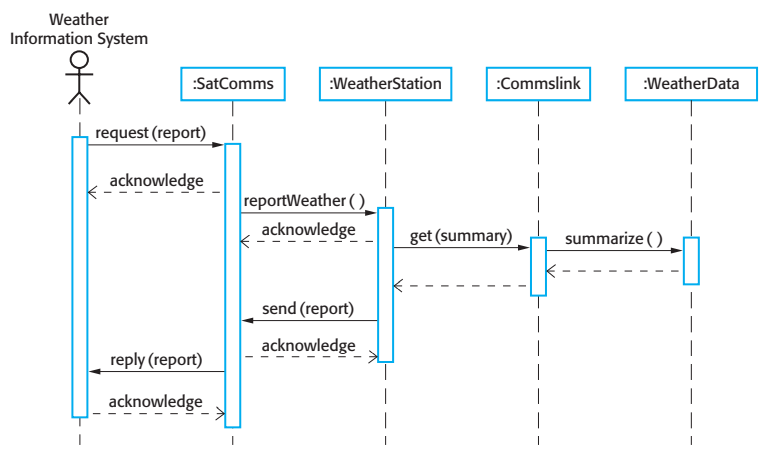 Weather
Information System
:SatComms
:WeatherStation
:Commslink
:WeatherData
request (report)
acknowledge
reportWeather ( )
acknowledge
get (summary)
summarize ( )
send (report)
acknowledge
reply (report)
acknowledge